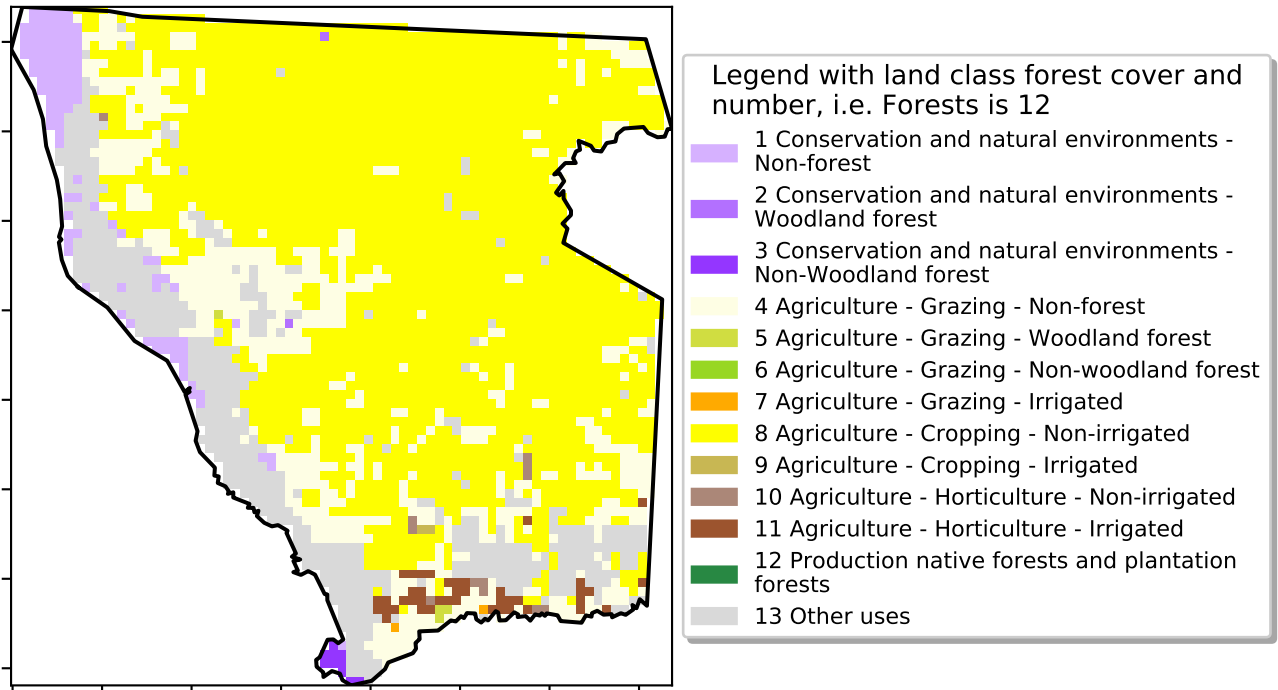 Legend with land class forest cover and
number, i.e. Forests is 12
1 Conservation and natural environments -
Non-forest
2 Conservation and natural environments -
Woodland forest
3 Conservation and natural environments -
Non-Woodland forest
4 Agriculture - Grazing - Non-forest
5 Agriculture - Grazing - Woodland forest
6 Agriculture - Grazing - Non-woodland forest
7 Agriculture - Grazing - Irrigated
8 Agriculture - Cropping - Non-irrigated
9 Agriculture - Cropping - Irrigated
10 Agriculture - Horticulture - Non-irrigated
11 Agriculture - Horticulture - Irrigated
12 Production native forests and plantation
forests
13 Other uses